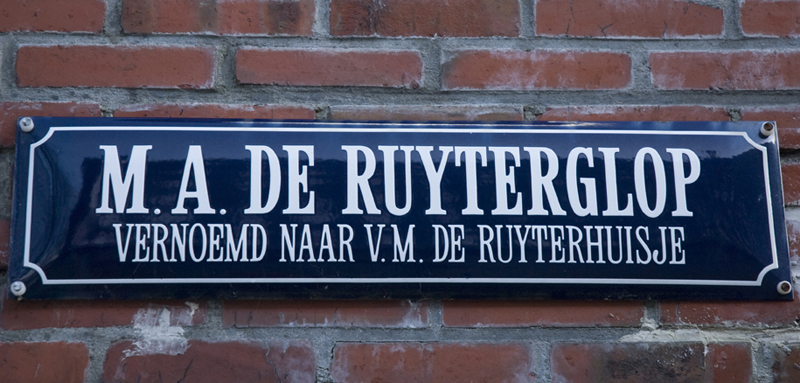 M.A. DE RUYTERGLOP
VERNOEMD NAAR V.M. DE RUYTERHUISJE